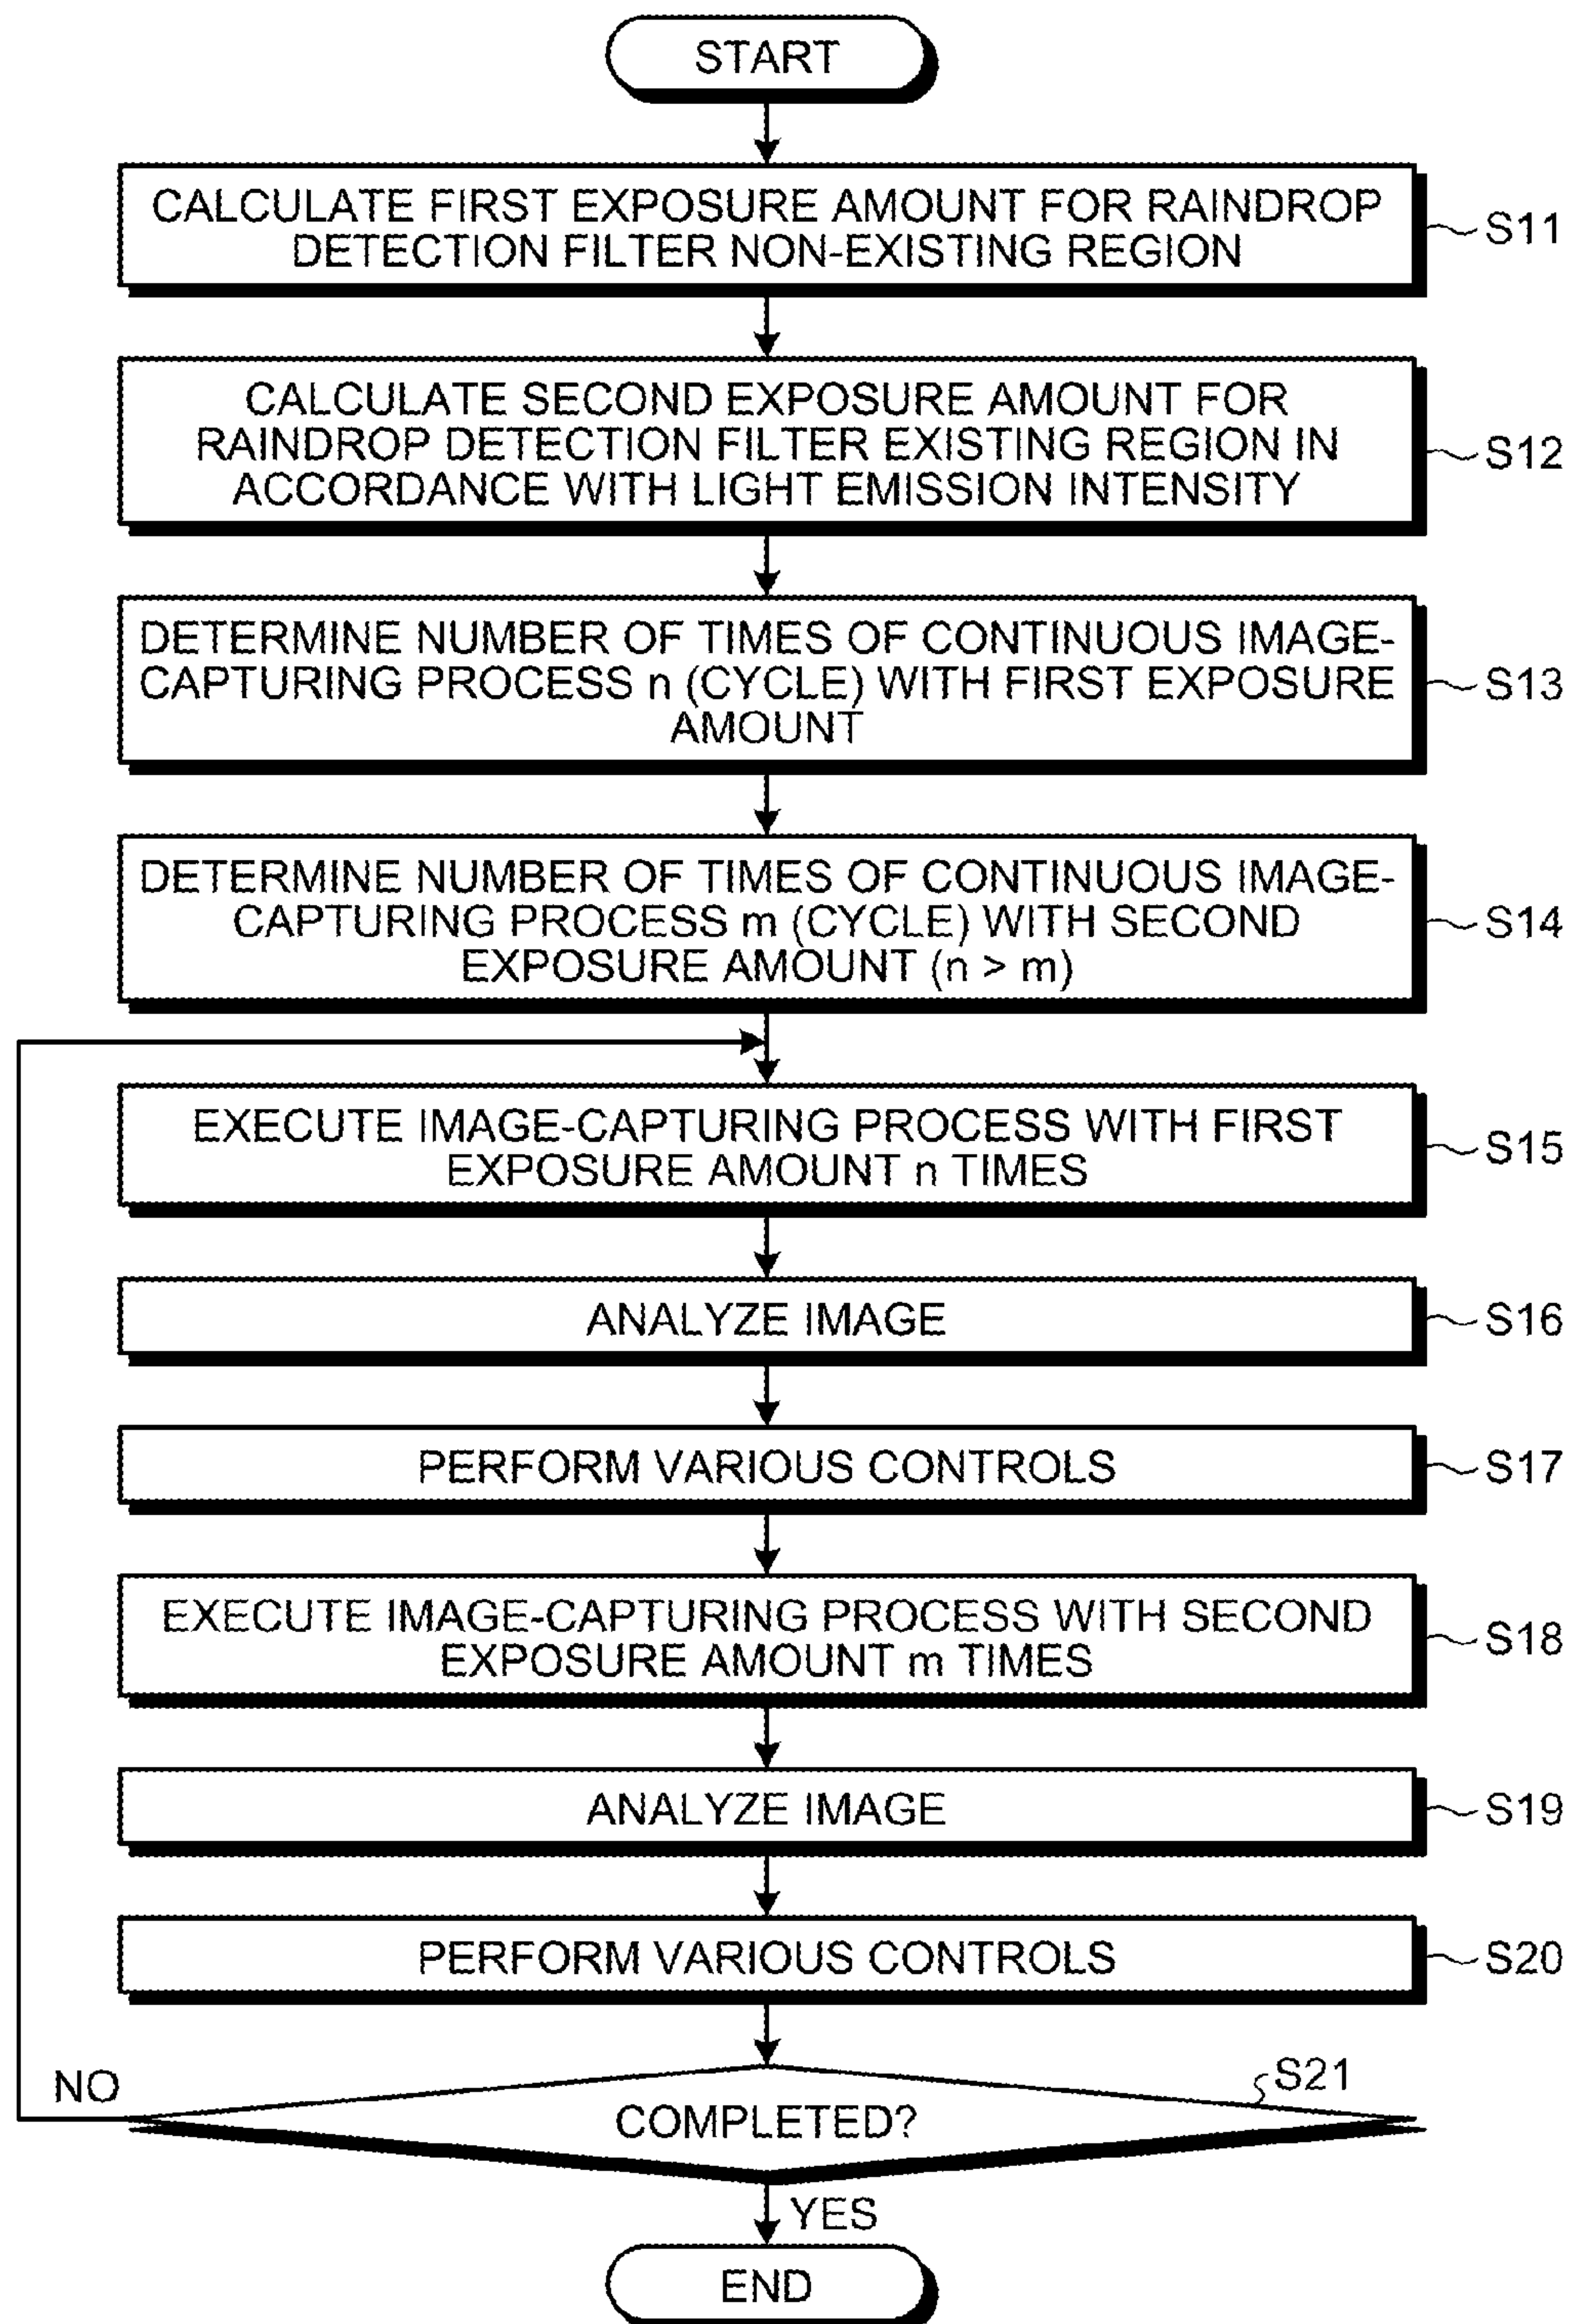 START
CALCULATE FIRST EXPOSURE AMOUNT FOR RAINDROP
DETECTION FILTER NON-EXISTING REGION
S11
CALCULATE SECOND EXPOSURE AMOUNT FOR
RAINDROP DETECTION FILTER EXISTING REGION IN
ACCORDANCE WITH LIGHT EMISSION INTENSITY
S12
DETERMINE NUMBER OF TIMES OF CONTINUOUS IMAGE-
CAPTURING PROCESS n (CYCLE) WITH FIRST EXPOSURE
AMOUNT
S13
DETERMINE NUMBER OF TIMES OF CONTINUOUS IMAGE-
CAPTURING PROCESS m (CYCLE) WITH SECOND
EXPOSURE AMOUNT (n > m)
S14
EXECUTE IMAGE-CAPTURING PROCESS WITH FIRST
EXPOSURE AMOUNT n TIMES
S15
ANALYZE IMAGE
S16
PERFORM VARIOUS CONTROLS
S17
EXECUTE IMAGE-CAPTURING PROCESS WITH SECOND
EXPOSURE AMOUNT m TIMES
S18
ANALYZE IMAGE
S19
PERFORM VARIOUS CONTROLS
S20
NO
S21
COMPLETED?
YES
END